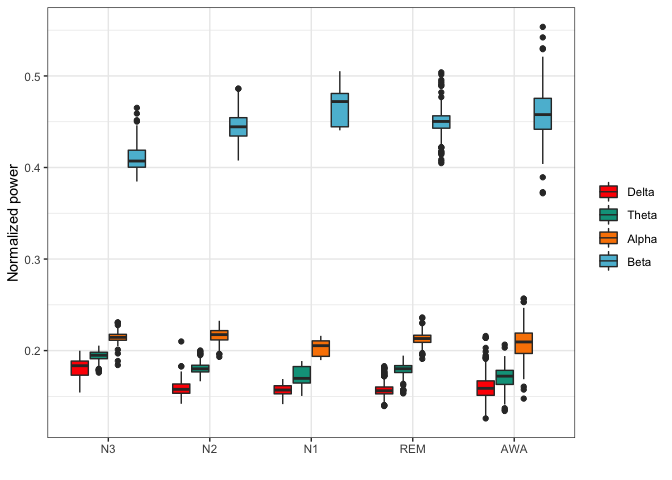 Normalized power
0.5
0.4
0.3
0.2
N3 N2 N1 REM AWA
Delta
Theta
Alpha
Beta